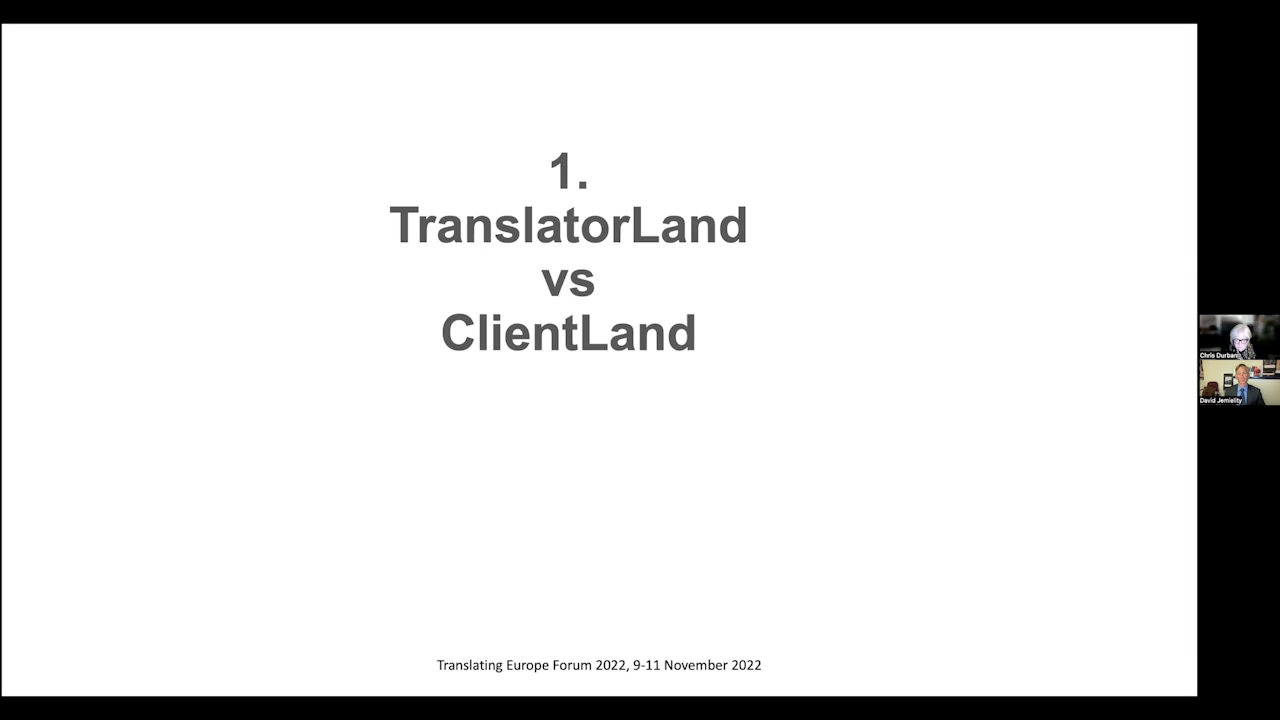 1.
TranslatorLand
vs
ClientLand
Translating Europe Forum 2022, 9-11 November 2022
Chris Durban
David Jemielity